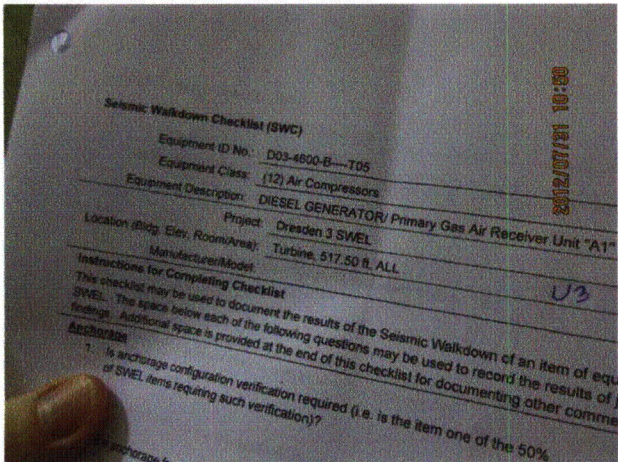 Seismic Walkdown Checklist (SWC)
Equipment ID No.: D03-4600-B----T05
Equipment Class: (12) Air Compressors
Equipment Description: DIESEL GENERATOR/ Primary Gas Air Receiver Unit "A1"
Project: Dresden 3 SWEL
Location (Bldg, Elev, Room/Area): Turbine, 517.50 ft, ALL
Manufacturer/Model:
U3
Instructions for Completing Checklist
This checklist may be used to document the results of the Seismic Walkdown of an item of equ
SWEL. The space below each of the following questions may be used to record the results of
findings. Additional space is provided at the end of this checklist for documenting other comme
Anchorage
1. Is anchorage configuration verification required (i.e. is the item one of the 50%
of SWEL items requiring such verification)?
anchorage
2012/07/31 10:50